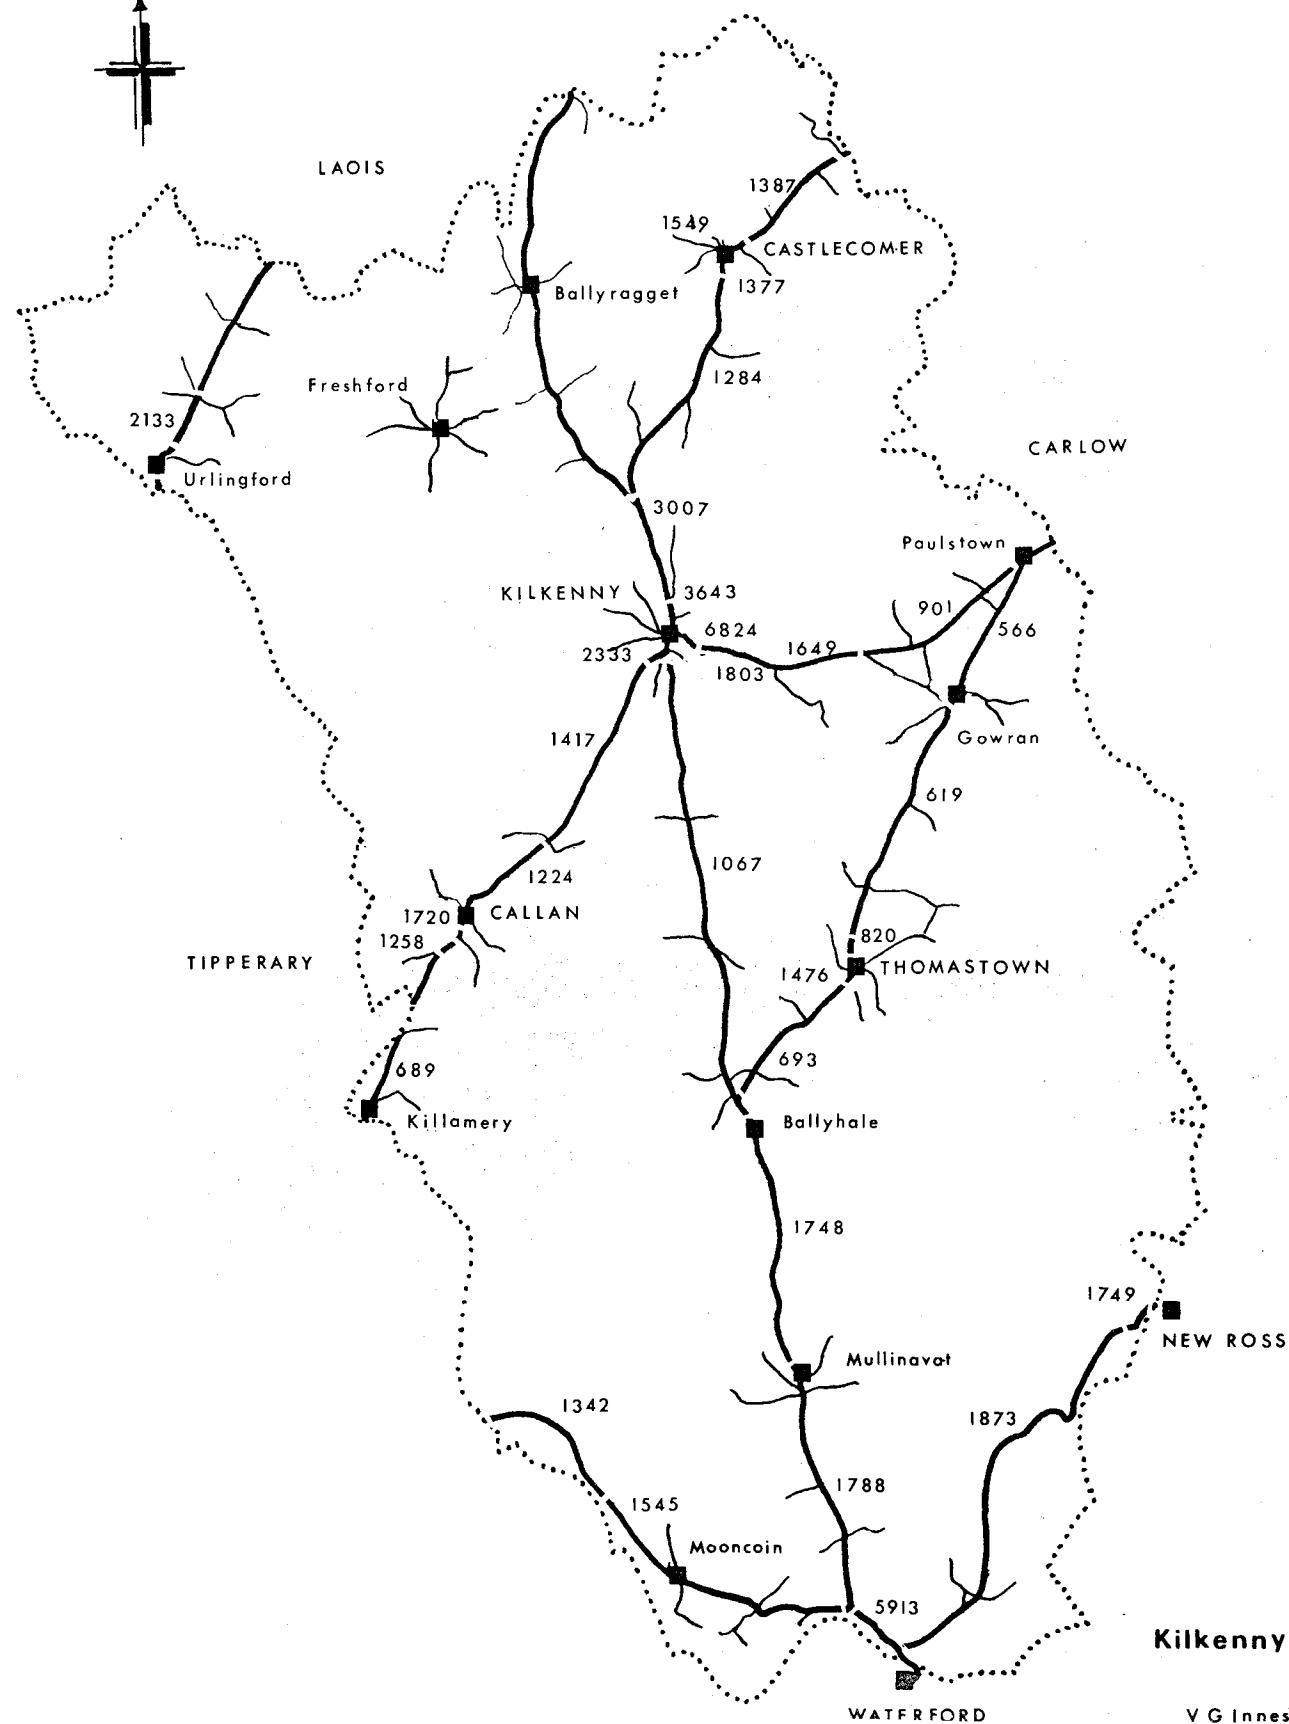 LAOIS
1387
1549
CASTLECOMER
1377
Ballyragget
1284
Freshford
2133
Urlingford
CARLOW
3007
Paulstown
KILKENNY
3643
901
6824
566
2333
1649
1803
1417
Gowran
619
1067
1224
1720
CALLAN
820
1258
TIPPERARY
THOMASTOWN
1476
693
689
Killamery
Ballyhale
1748
1749
NEW ROSS
Mullinavat
1342
1873
1788
1545
Mooncoin
5913
Kilkenny
WATERFORD
V G Innes